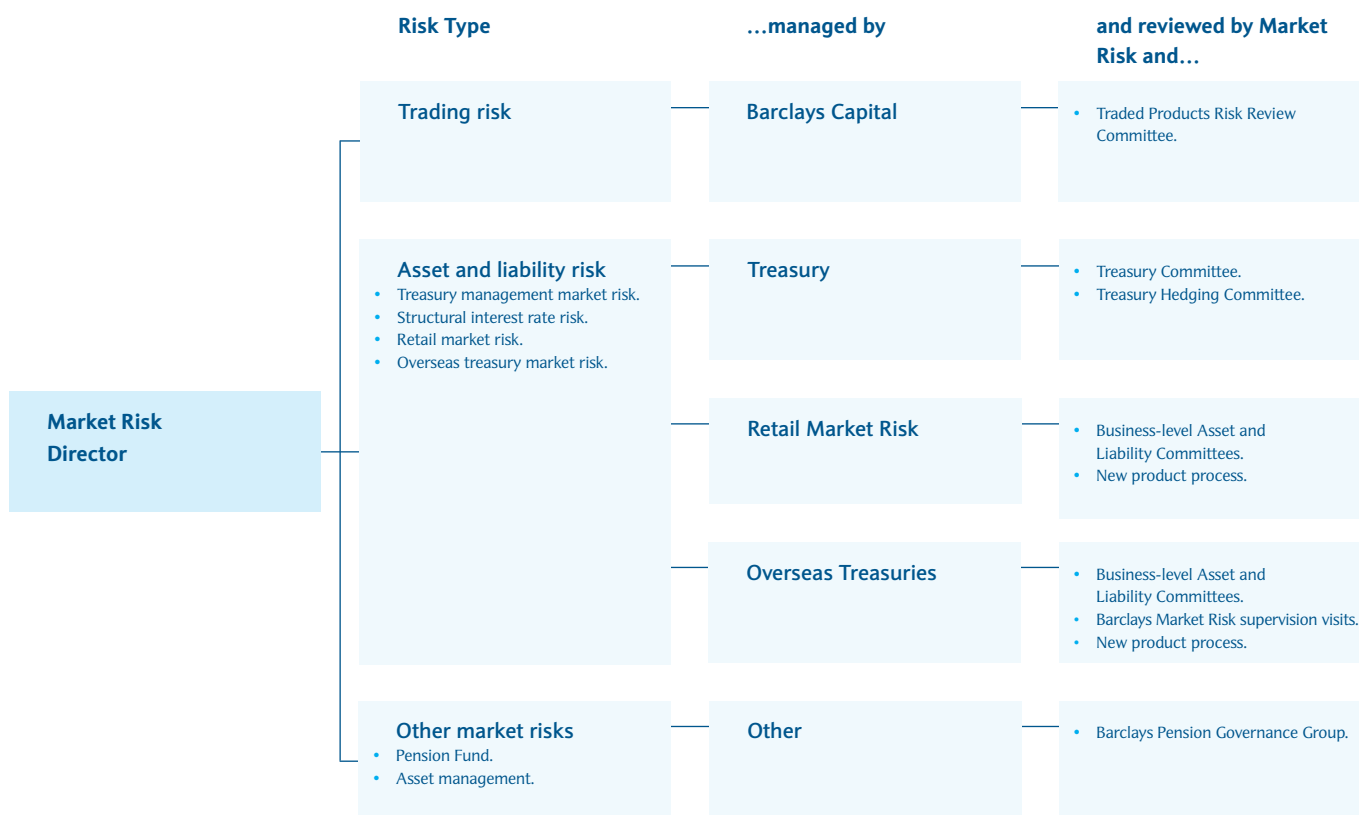 Risk Type
…managed by
and reviewed by Market
Risk and…
Trading risk
Barclays Capital
• Traded Products Risk Review
Committee.
Asset and liability risk
• Treasury management market risk.
• Structural interest rate risk.
• Retail market risk.
• Overseas treasury market risk.
Treasury
• Treasury Committee.
• Treasury Hedging Committee.
Market Risk
Director
Retail Market Risk
• Business-level Asset and
Liability Committees.
• New product process.
Overseas Treasuries
• Business-level Asset and
Liability Committees.
• Barclays Market Risk supervision visits.
• New product process.
Other market risks
• Pension Fund.
• Asset management.
Other
• Barclays Pension Governance Group.